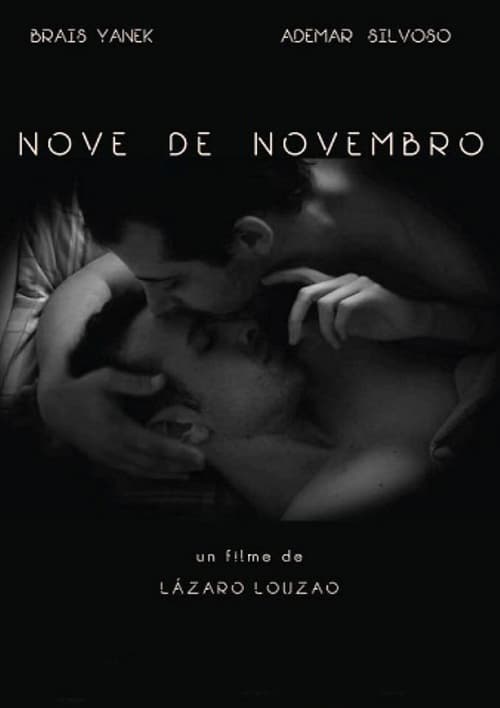 BRAIS YANEK ADEMAR SILVOSO
NOVE DE NOVEMBRO
un filme de
LÁZARO LOUZAO